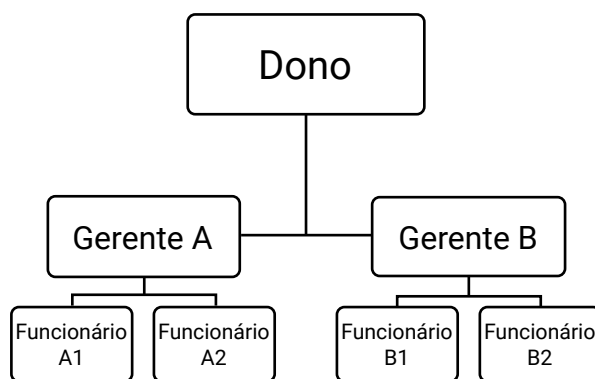 Dono
Gerente A
Gerente B
Funcionário
A1
Funcionário
A2
Funcionário
B1
Funcionário
B2